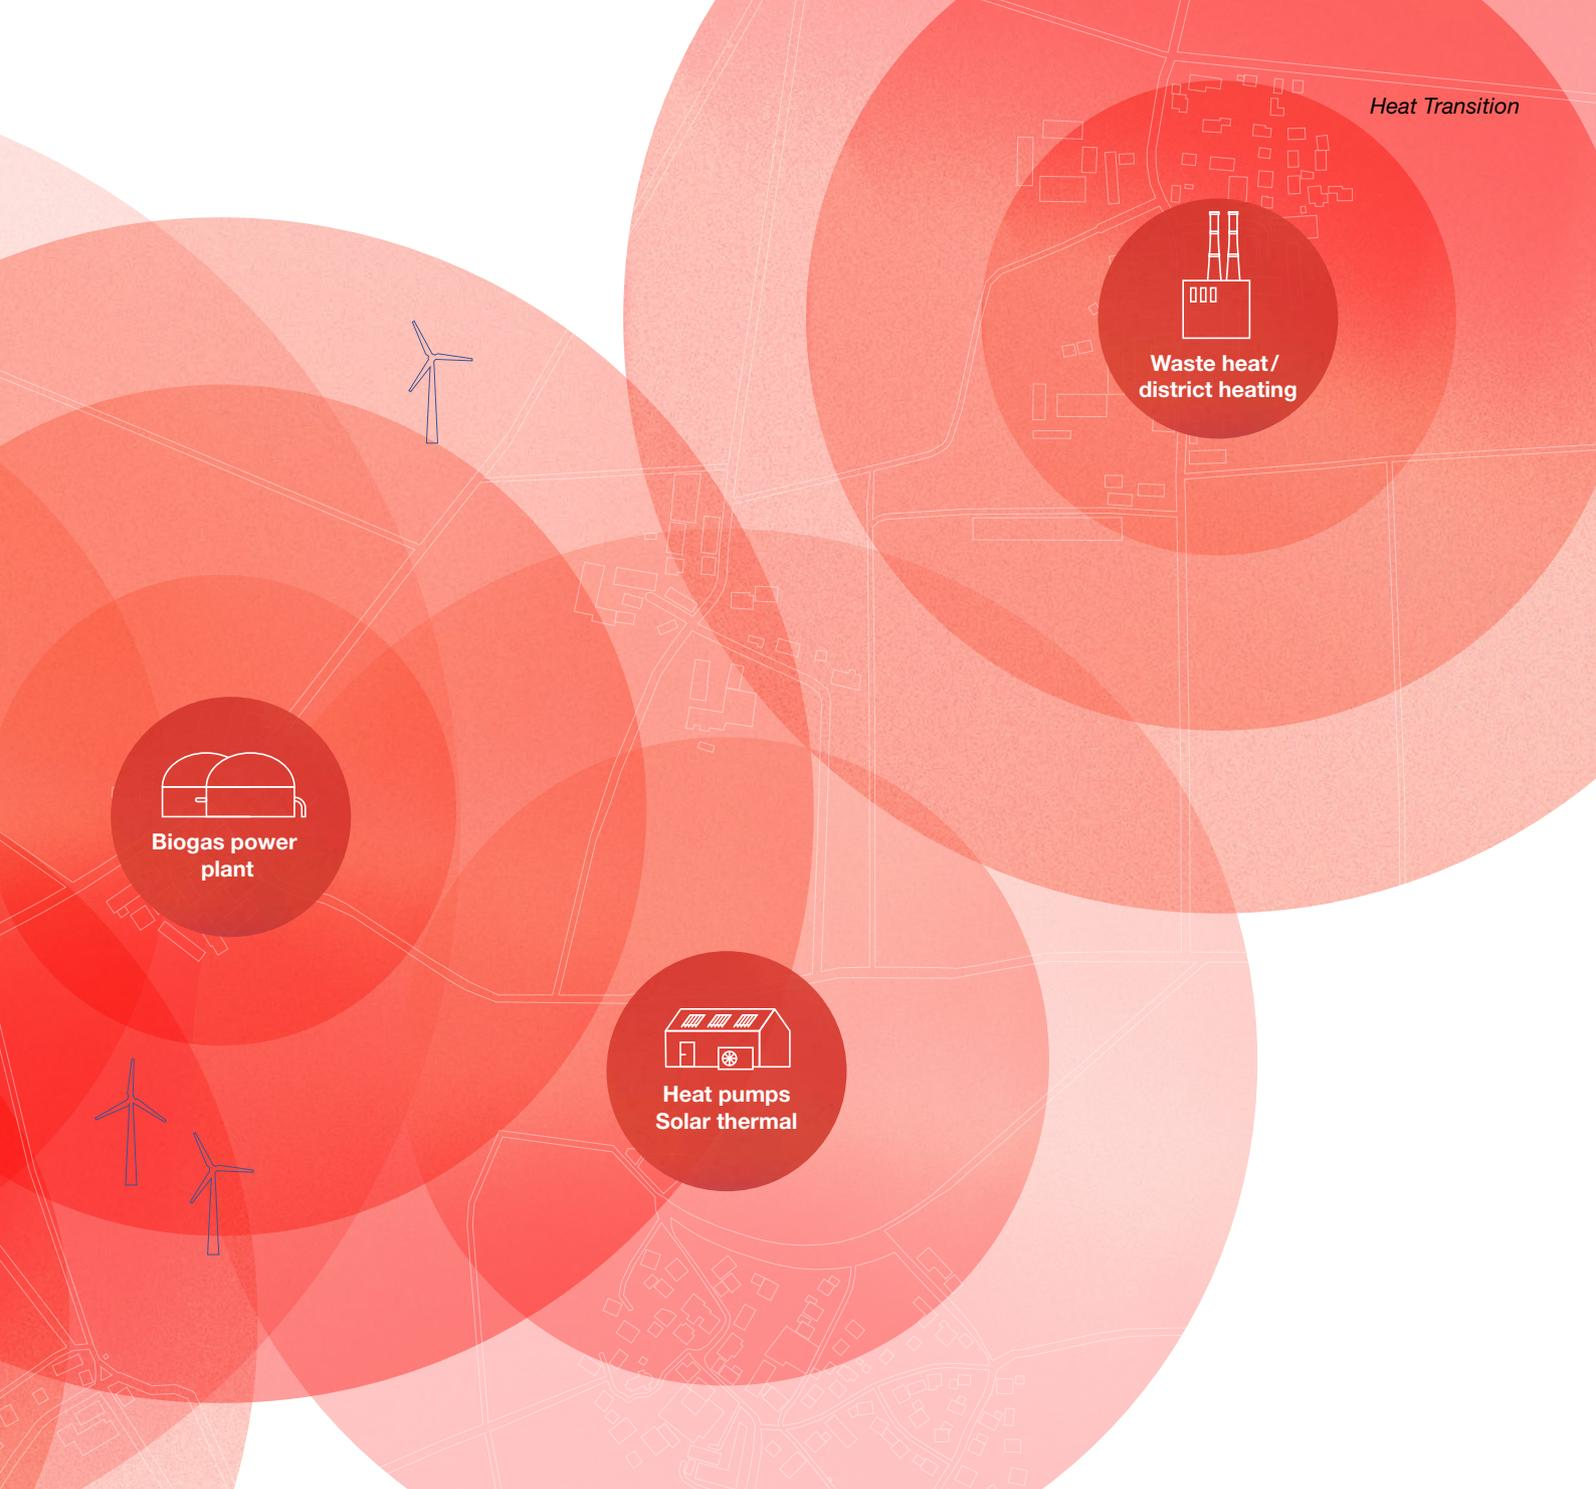 Heat Transition
Waste heat/
district heating
Biogas power
plant
Heat pumps
Solar thermal